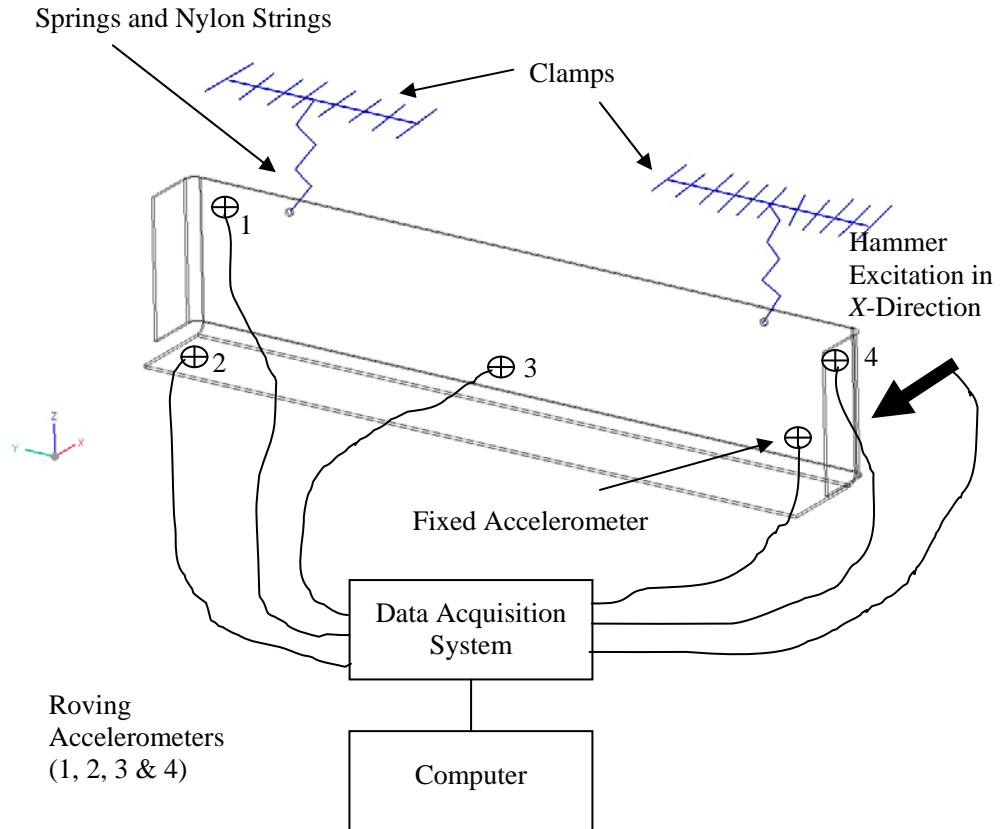 Springs and Nylon Strings
Clamps
1
Hammer
Excitation in
X-Direction
2
3
4
Z
Y
X
Fixed Accelerometer
Data Acquisition
System
Roving
Accelerometers
(1, 2, 3 & 4)
Computer